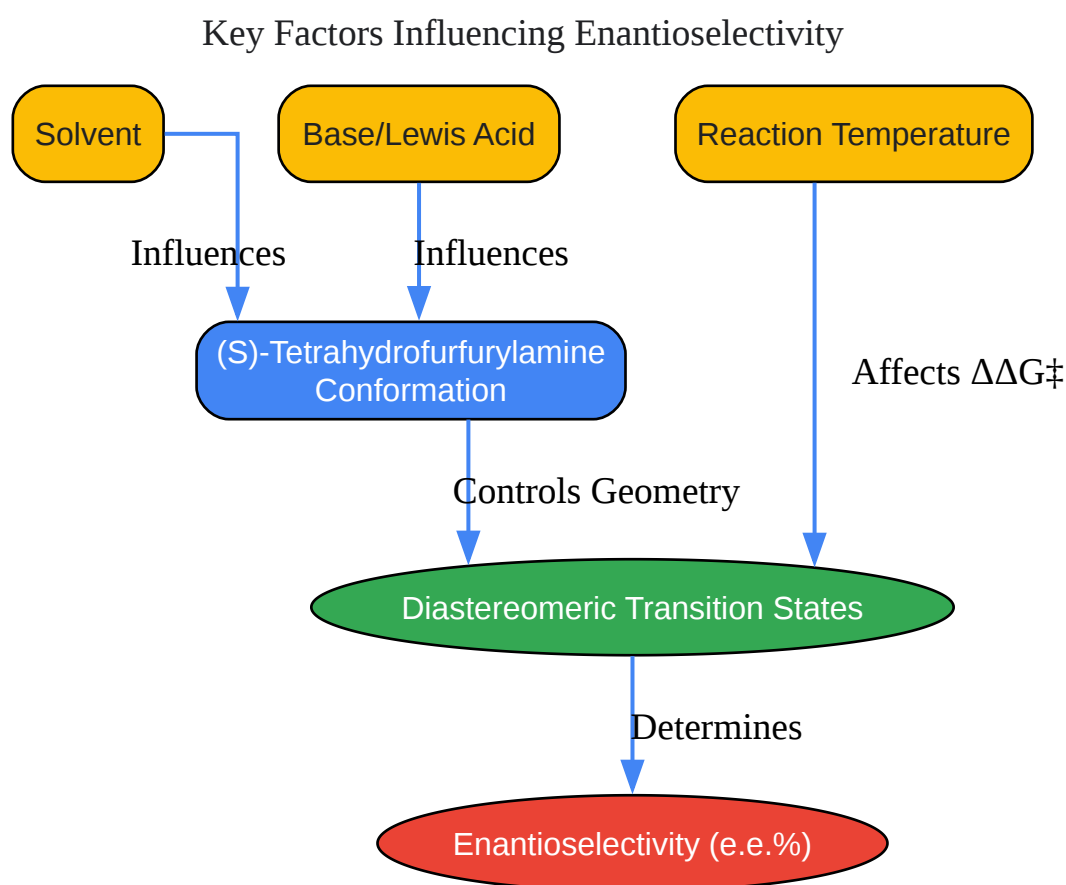 Key Factors Influencing Enantioselectivity
Solvent
Base/Lewis Acid
Reaction Temperature
Influences
Influences
(S)-Tetrahydrofurfurylamine
Conformation
Affects ΔΔG‡
Controls Geometry
Diastereomeric Transition States
Determines
Enantioselectivity (e.e.%)